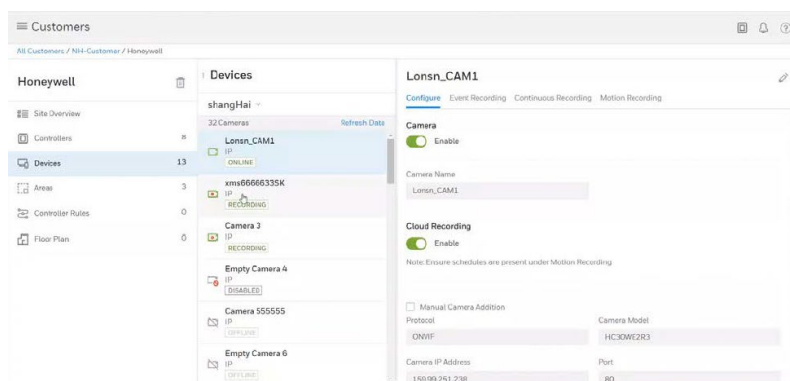 Customers
All Customers / NH-Customer / Honeywell
Honeywell
Site Overview
Controllers
Devices 13
Areas 3
Controller Rules 0
Floor Plan 0
Devices
shangHai
32 Cameras Refresh Data
Lonsn_CAM1
IP
ONLINE
xms6666633SK
IP
RECORDING
Camera 3
IP
RECORDING
Empty Camera 4
IP
DISABLED
Camera 555555
IP
OFFLINE
Empty Camera 6
IP
OFFLINE
Lonsn_CAM1
Configure Event Recording Continuous Recording Motion Recording
Camera
Enable
Camera Name
Lonsn_CAM1
Cloud Recording
Enable
Note: Ensure schedules are present under Motion Recording
Manual Camera Addition
Protocol Camera Model
ONVIF HC30WE2R3
Camera IP Address Port
159.99.251.238 80